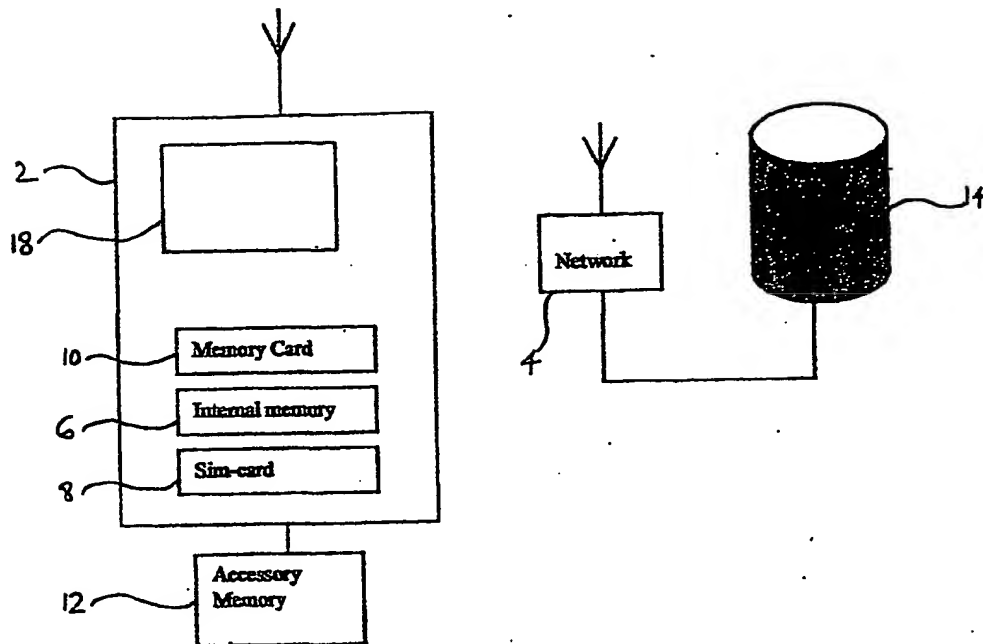 2
18
Network
14
4
10
Memory Card
6
Internal memory
8
Sim-card
12
Accessory
Memory